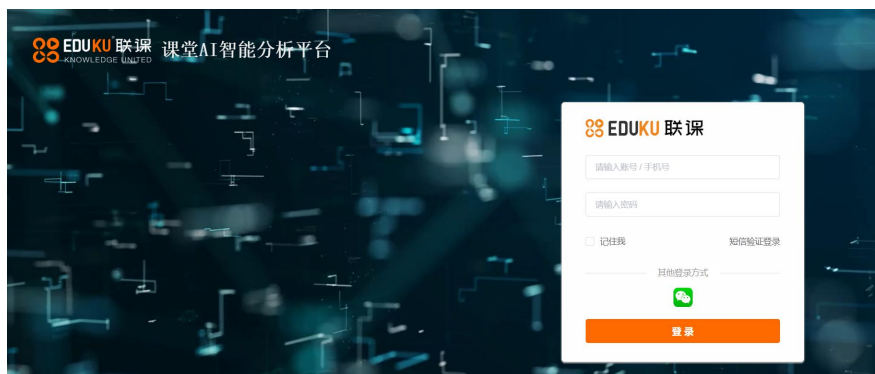 EDUKU 联课 课堂AI智能分析平台
KNOWLEDGE UNITED
EDUKU 联课
请输入账号 / 手机号
请输入密码
记住我 短信验证登录
其他登录方式
登录